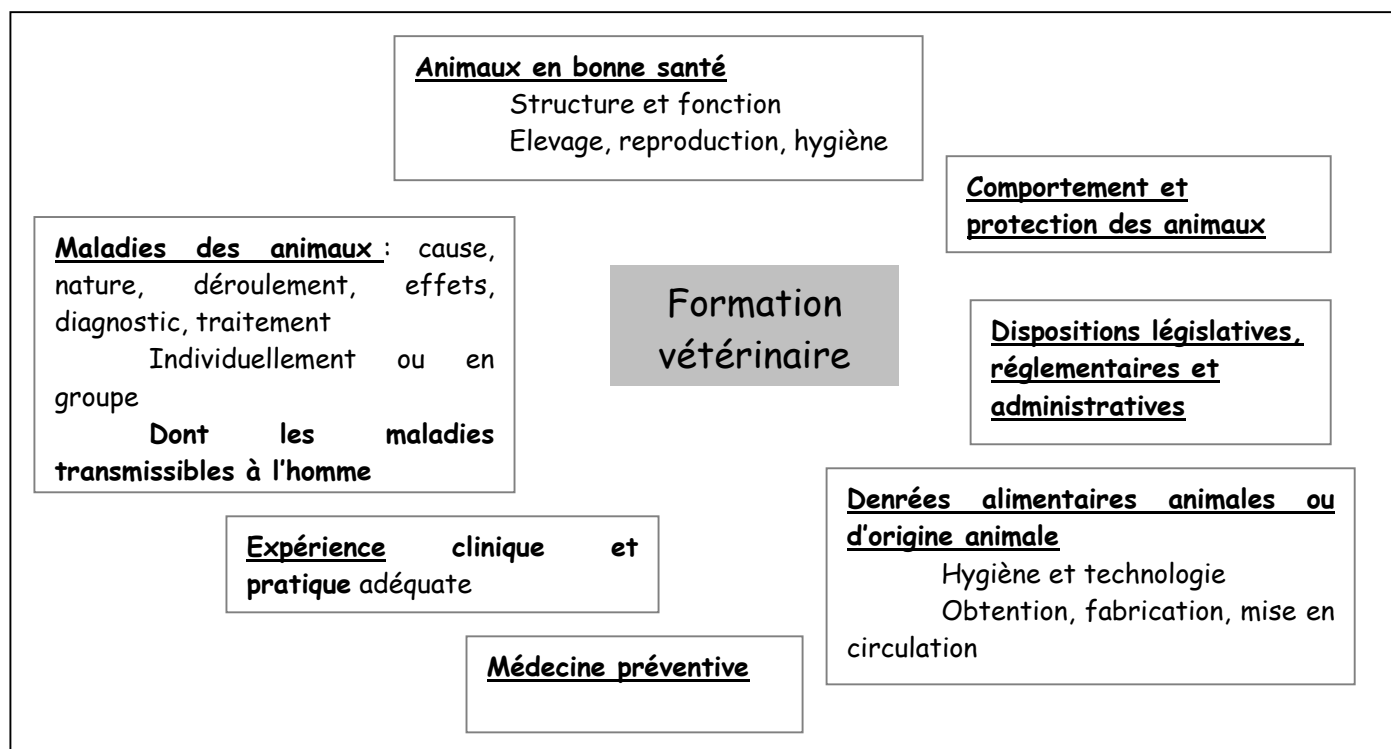 Animaux en bonne santé
Structure et fonction
Elevage, reproduction, hygiène
Comportement et
protection des animaux
Maladies des animaux : cause,
nature, déroulement, effets,
diagnostic, traitement
Individuellement ou en
groupe
Dont les maladies
transmissibles à l'homme
Formation
vétérinaire
Dispositions législatives,
réglementaires et
administratives
Denrées alimentaires animales ou
d'origine animale
Hygiène et technologie
Obtention, fabrication, mise en
circulation
Expérience clinique et
pratique adéquate
Médecine préventive